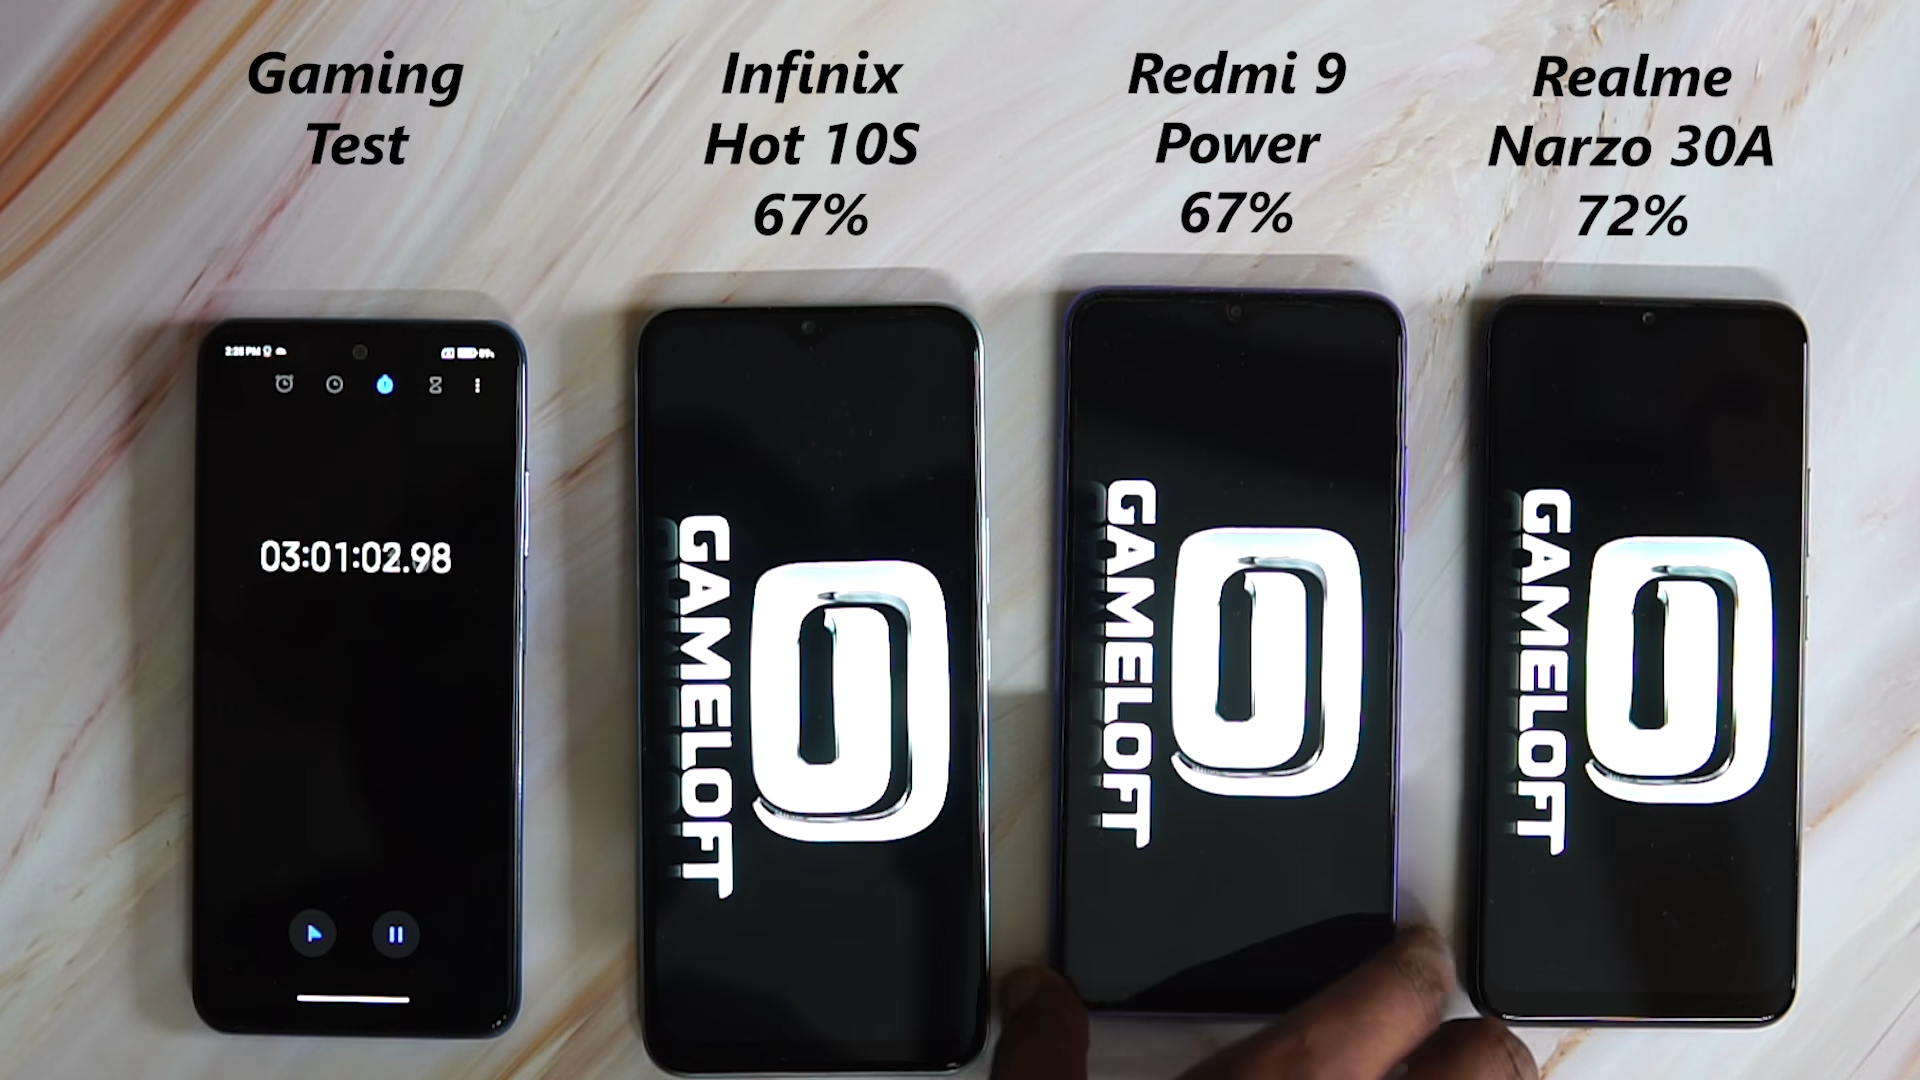 Gaming
Test
Infinix
Hot 10S
67%
Redmi 9
Power
67%
Realme
Narzo 30A
72%
03:01:02.98
GAMELOFT
GAMELOFT
GAMELOFT